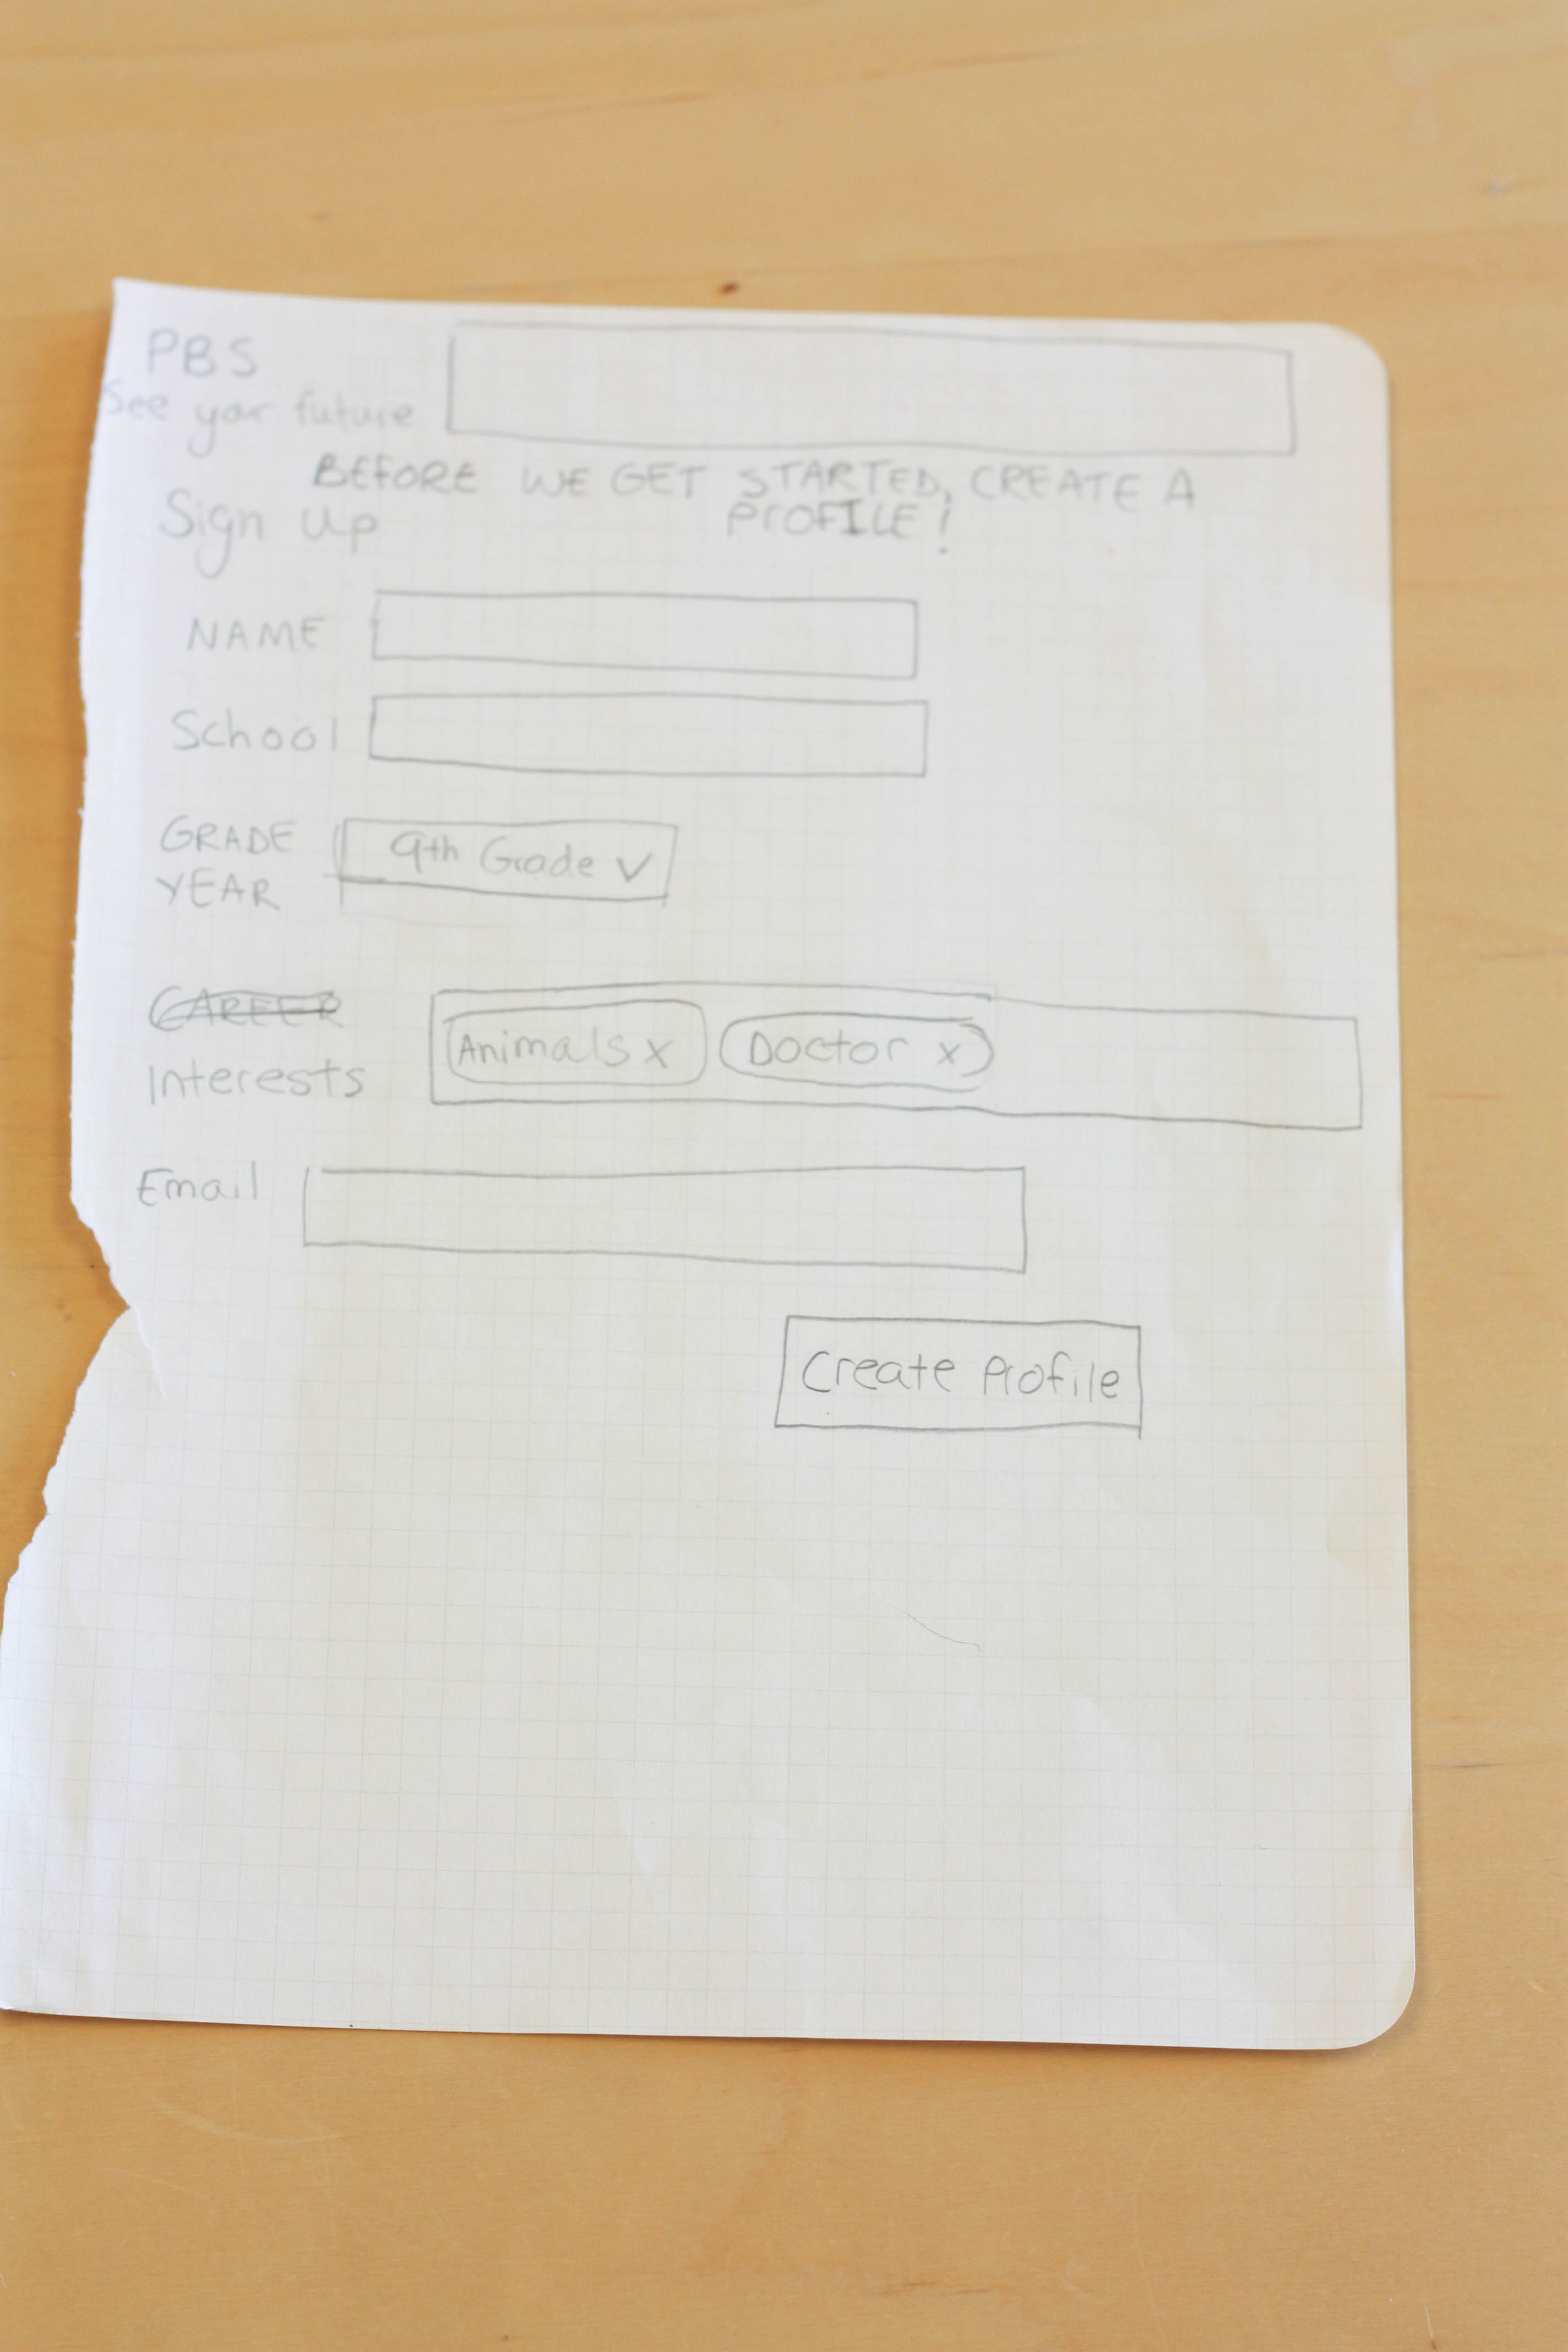 PBS
See your future
BEFORE WE GET STARTED, CREATE A
PROFILE!
Sign Up
NAME
School
GRADE
YEAR
9th Grade
CAREER
Interests
Animals x
Doctor x
Email
Create Profile